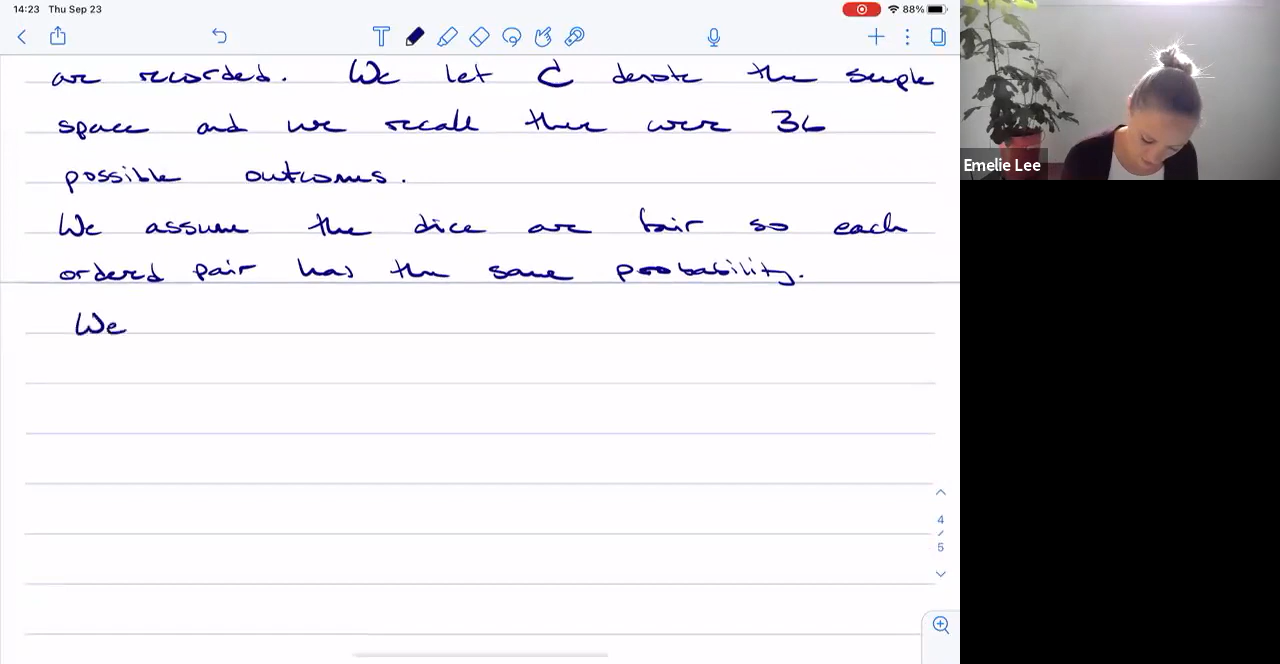 14:23 Thu Sep 23
88%
are recorded. We let C denote the sample
space and we recall there were 36
possible outcomes.
We assume the dice are fair so each
ordered pair has the same probability.
We
4
5
Emelie Lee